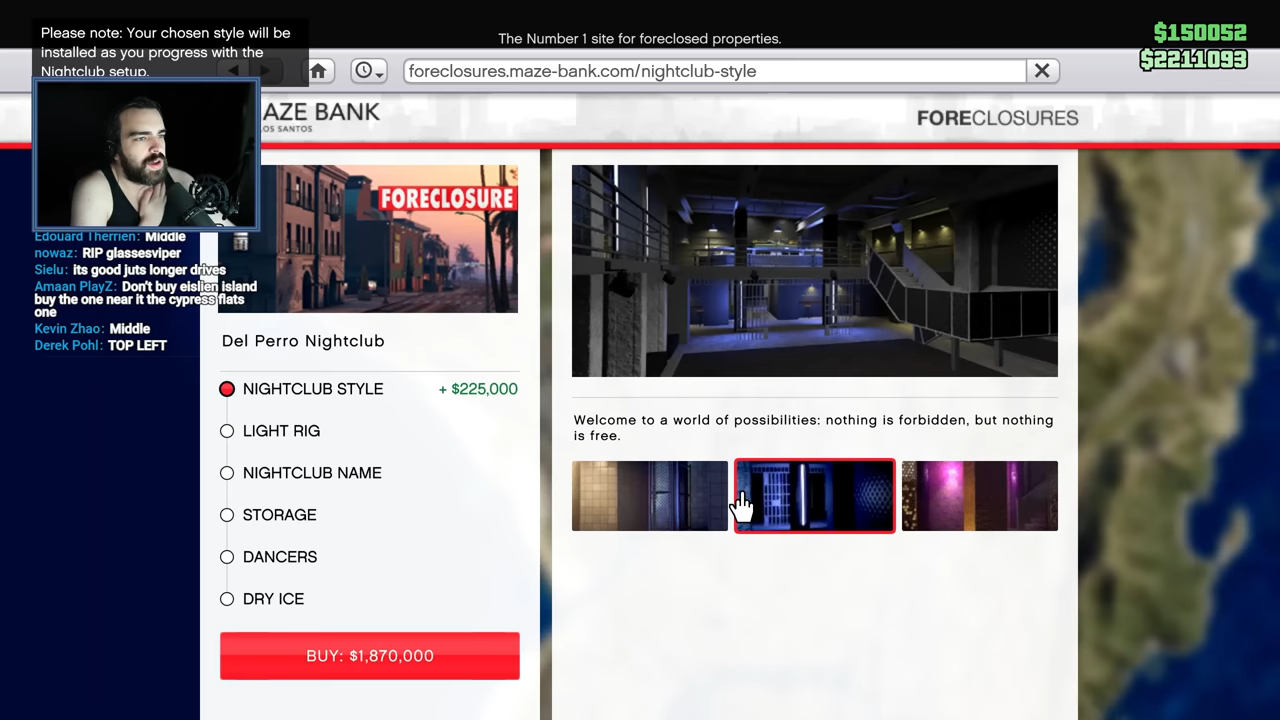 Please note: Your chosen style will be
installed as you progress with the
Nightclub setup.
The Number 1 site for foreclosed properties.
$150052
$2211093
foreclosures.maze-bank.com/nightclub-style
AZE BANK
OS SANTOS
FORECLOSURES
FORECLOSURE
Edouard Therrien: Middle
nowaz: RIP glassesviper
Sielu: its good juts longer drives
Amaan PlayZ: Don't buy eislien island
buy the one near it the cypress flats
one
Kevin Zhao: Middle
Derek Pohl: TOP LEFT
Del Perro Nightclub
NIGHTCLUB STYLE + $225,000
LIGHT RIG
NIGHTCLUB NAME
STORAGE
DANCERS
DRY ICE
BUY: $1,870,000
Welcome to a world of possibilities: nothing is forbidden, but nothing
is free.